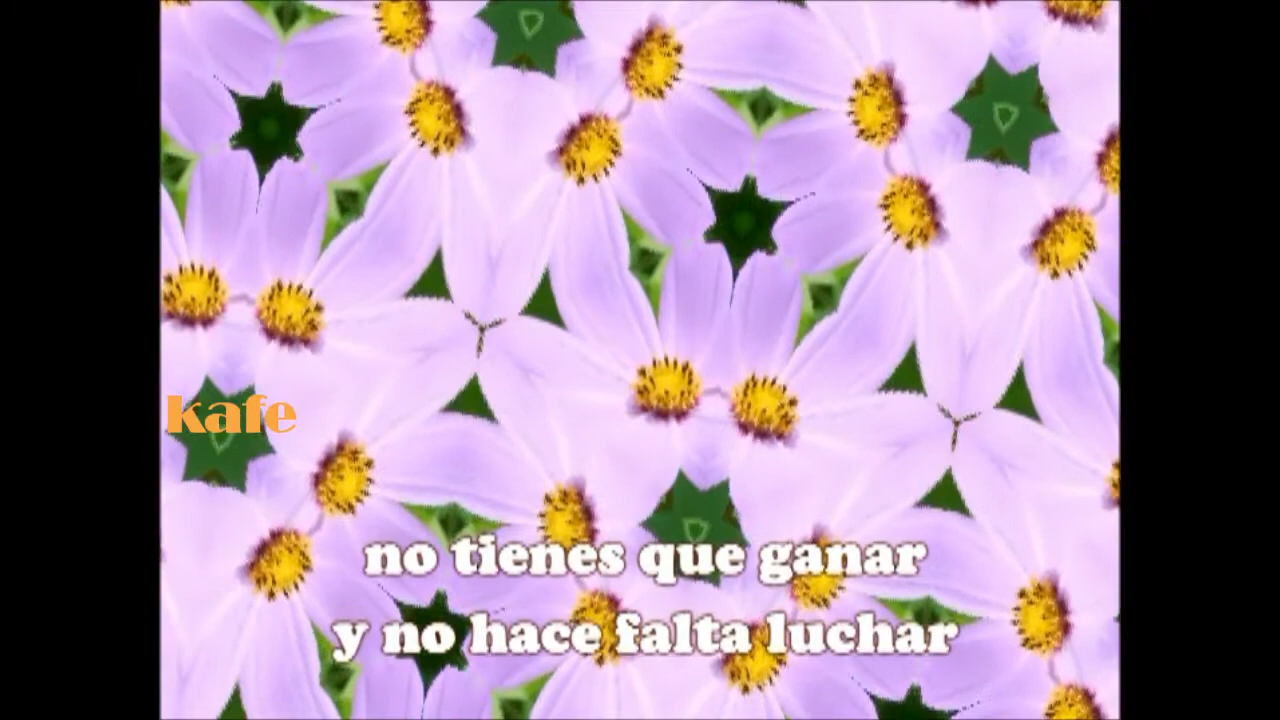 kafe
no tienes que ganar
y no hace falta luchar